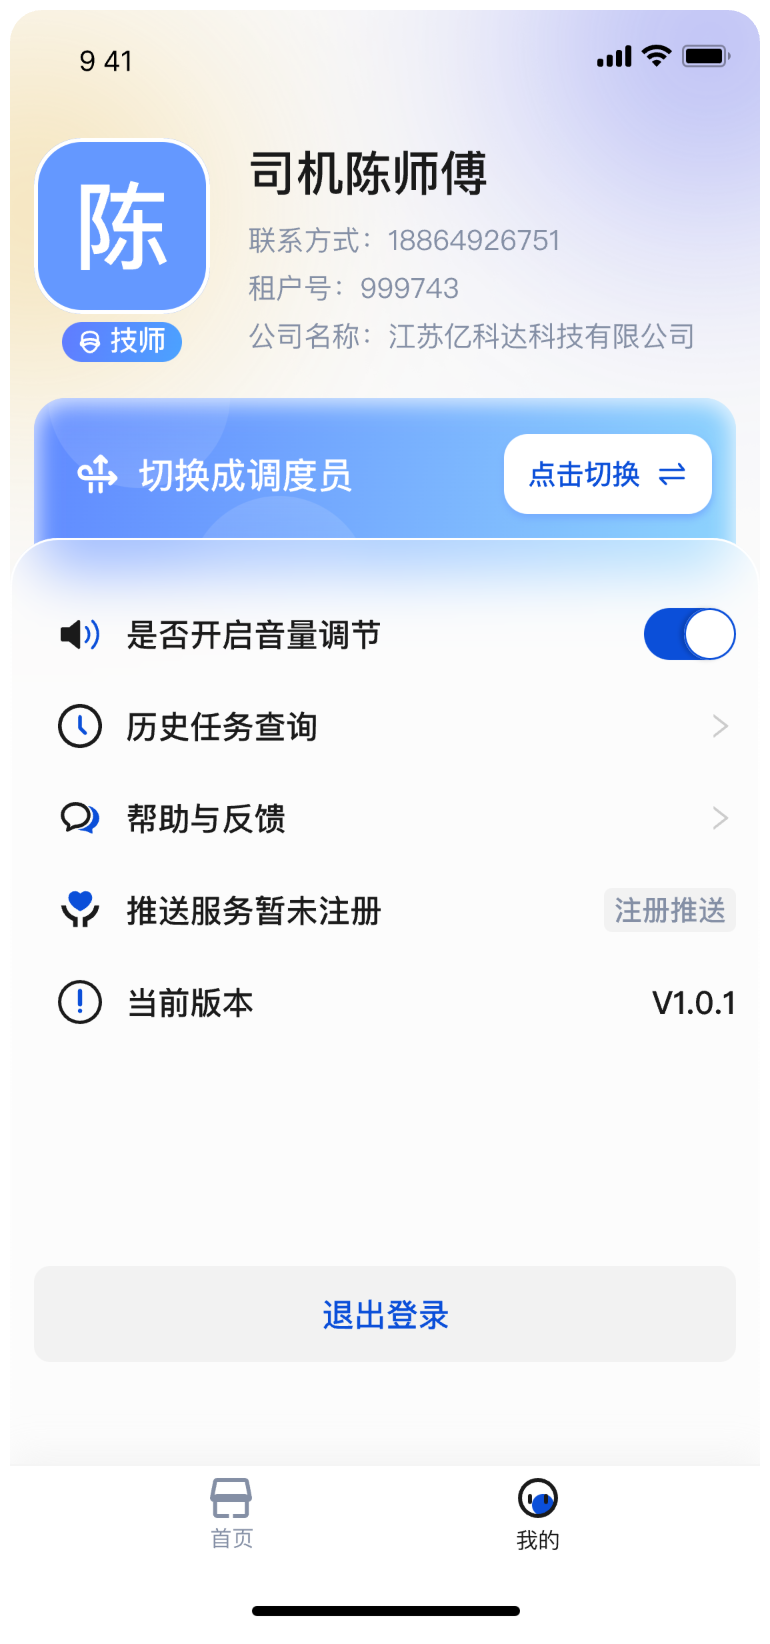 9 41
陈
司机陈师傅
联系方式：18864926751
租户号：999743
公司名称：江苏亿科达科技有限公司
技师
切换成调度员
点击切换
是否开启音量调节
历史任务查询
帮助与反馈
推送服务暂未注册
注册推送
当前版本
V1.0.1
退出登录
首页
我的